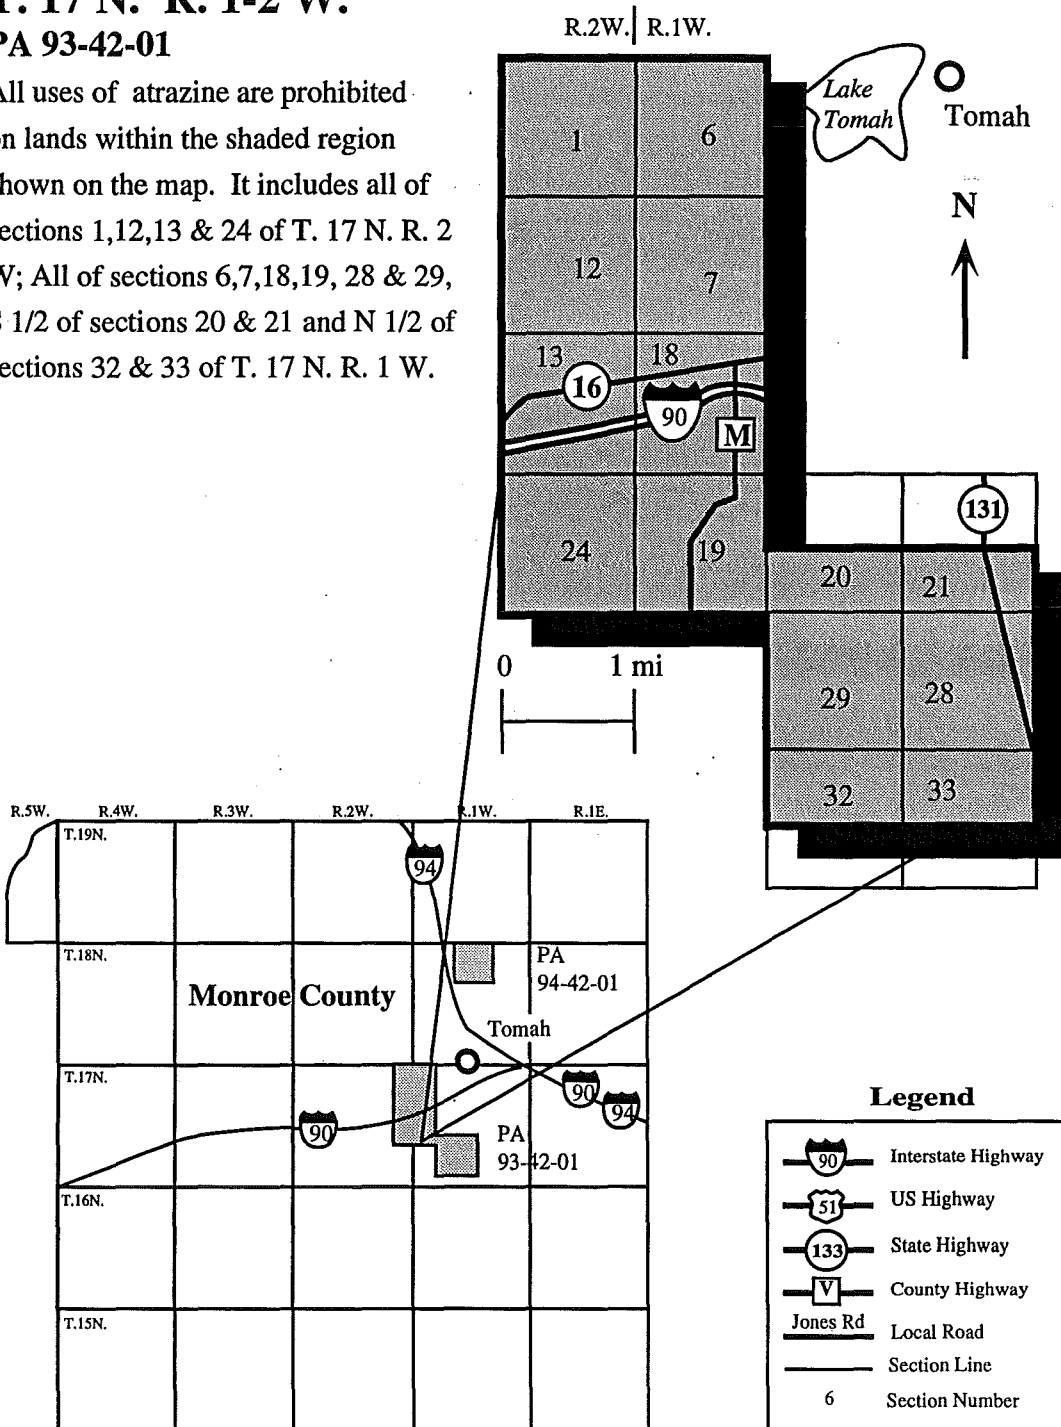 T. 17 N. R. 1-2 W.
PA 93-42-01
All uses of atrazine are prohibited
on lands within the shaded region
shown on the map. It includes all of
sections 1,12,13 & 24 of T. 17 N. R. 2
W; All of sections 6,7,18,19, 28 & 29,
S 1/2 of sections 20 & 21 and N 1/2 of
sections 32 & 33 of T. 17 N. R. 1 W.
R.2W. R.1W.
Lake
Tomah
Tomah
N
1 6
12 7
13 18
16
90
M
24 19
131
20 21
29 28
32 33
0 1 mi
R.5W. R.4W. R.3W. R.2W. R.1W. R.1E.
T.19N.
94
T.18N.
PA
94-42-01
Monroe County
Tomah
T.17N.
90
90
94
PA
93-42-01
T.16N.
T.15N.
Legend
90 Interstate Highway
51 US Highway
133 State Highway
V County Highway
Jones Rd Local Road
Section Line
6 Section Number